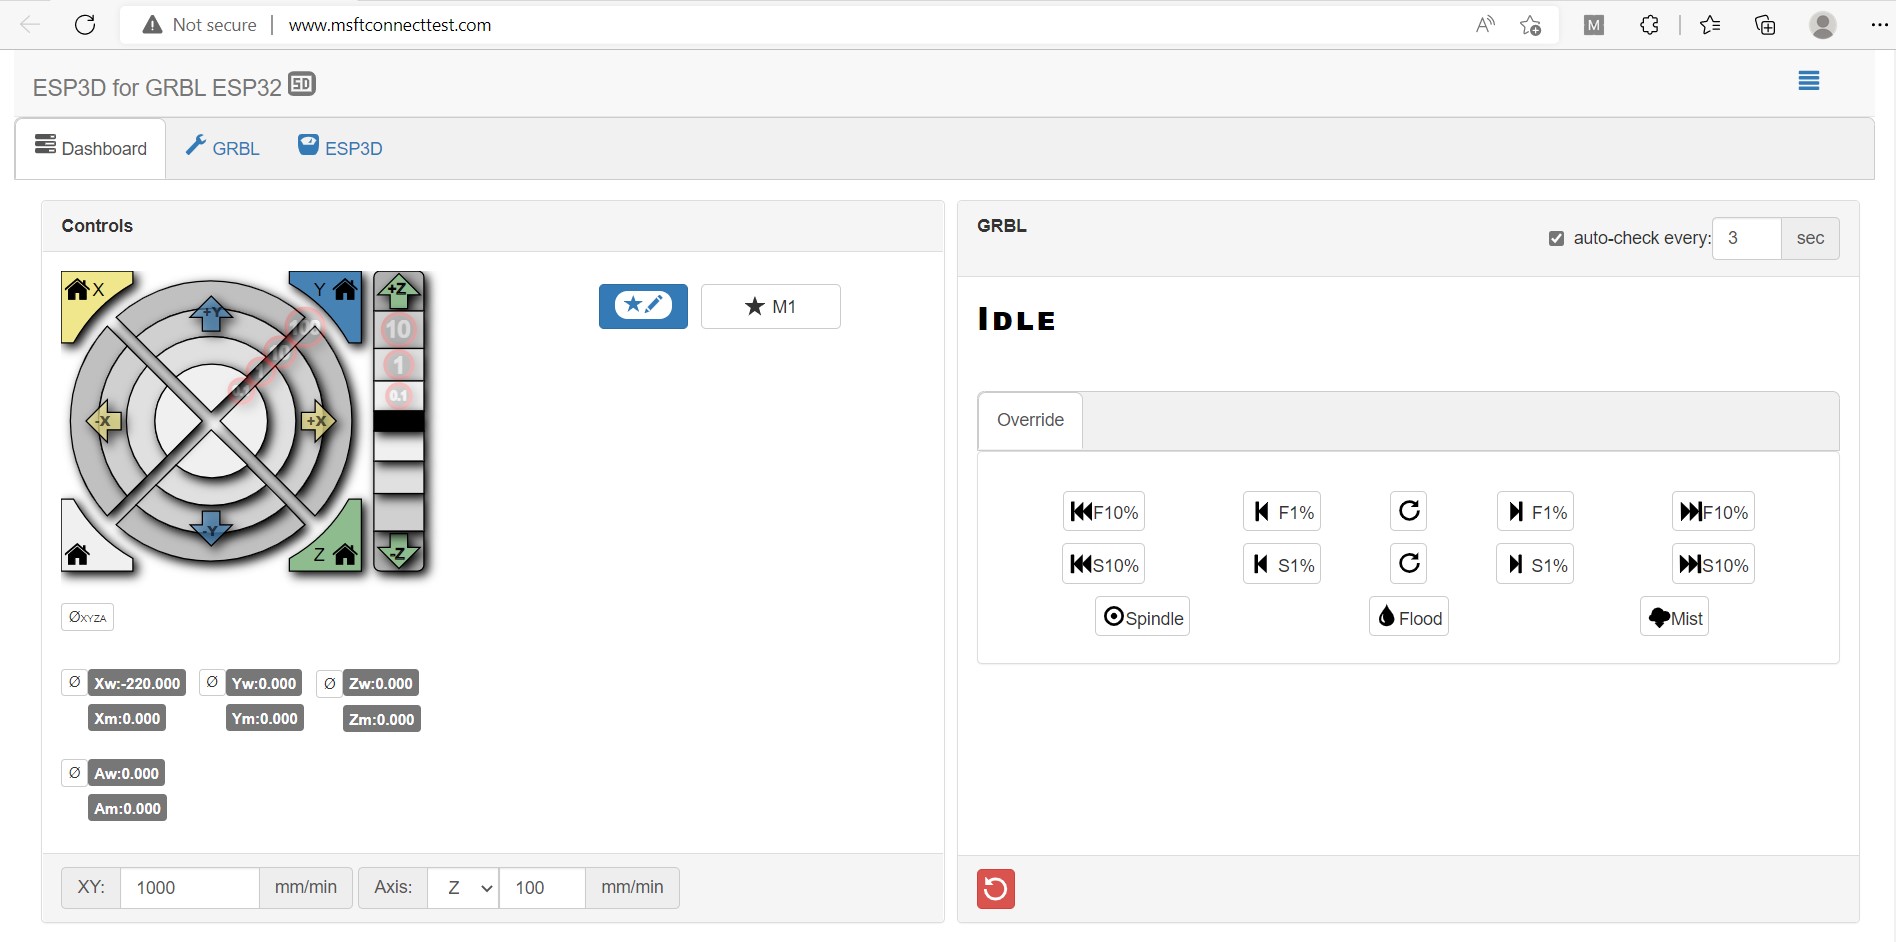 Not secure
www.msftconnecttest.com
M
ESP3D for GRBL ESP32 SD
Dashboard
GRBL
ESP3D
Controls
X
Y
+Z
+Y
100
10
10
1
0.1
-X
+X
-Y
Z
-Z
M1
ØXYZA
Ø Xw:-220.000 Ø Yw:0.000 Ø Zw:0.000
Xm:0.000 Ym:0.000 Zm:0.000
Ø Aw:0.000
Am:0.000
XY: 1000 mm/min Axis: Z 100 mm/min
GRBL
auto-check every: 3 sec
Idle
Override
F10% F1% F1% F10%
S10% S1% S1% S10%
Spindle Flood Mist